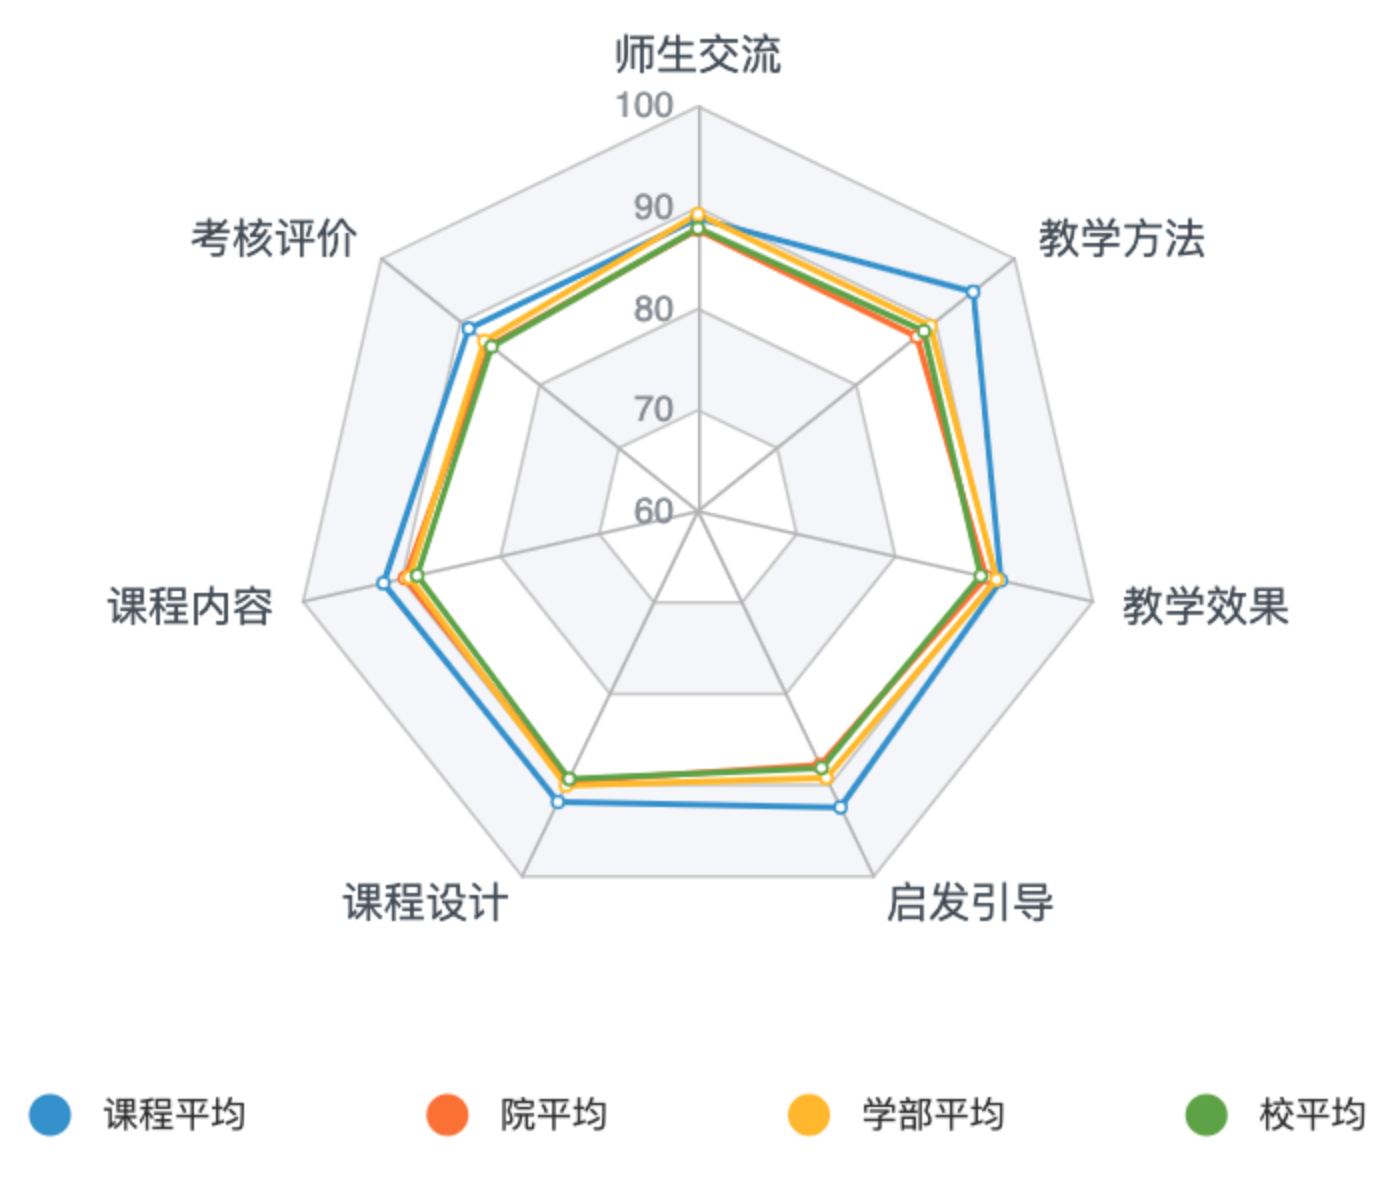 师生交流
100
90
80
70
60
考核评价
教学方法
课程内容
教学效果
课程设计
启发引导
课程平均
院平均
学部平均
校平均